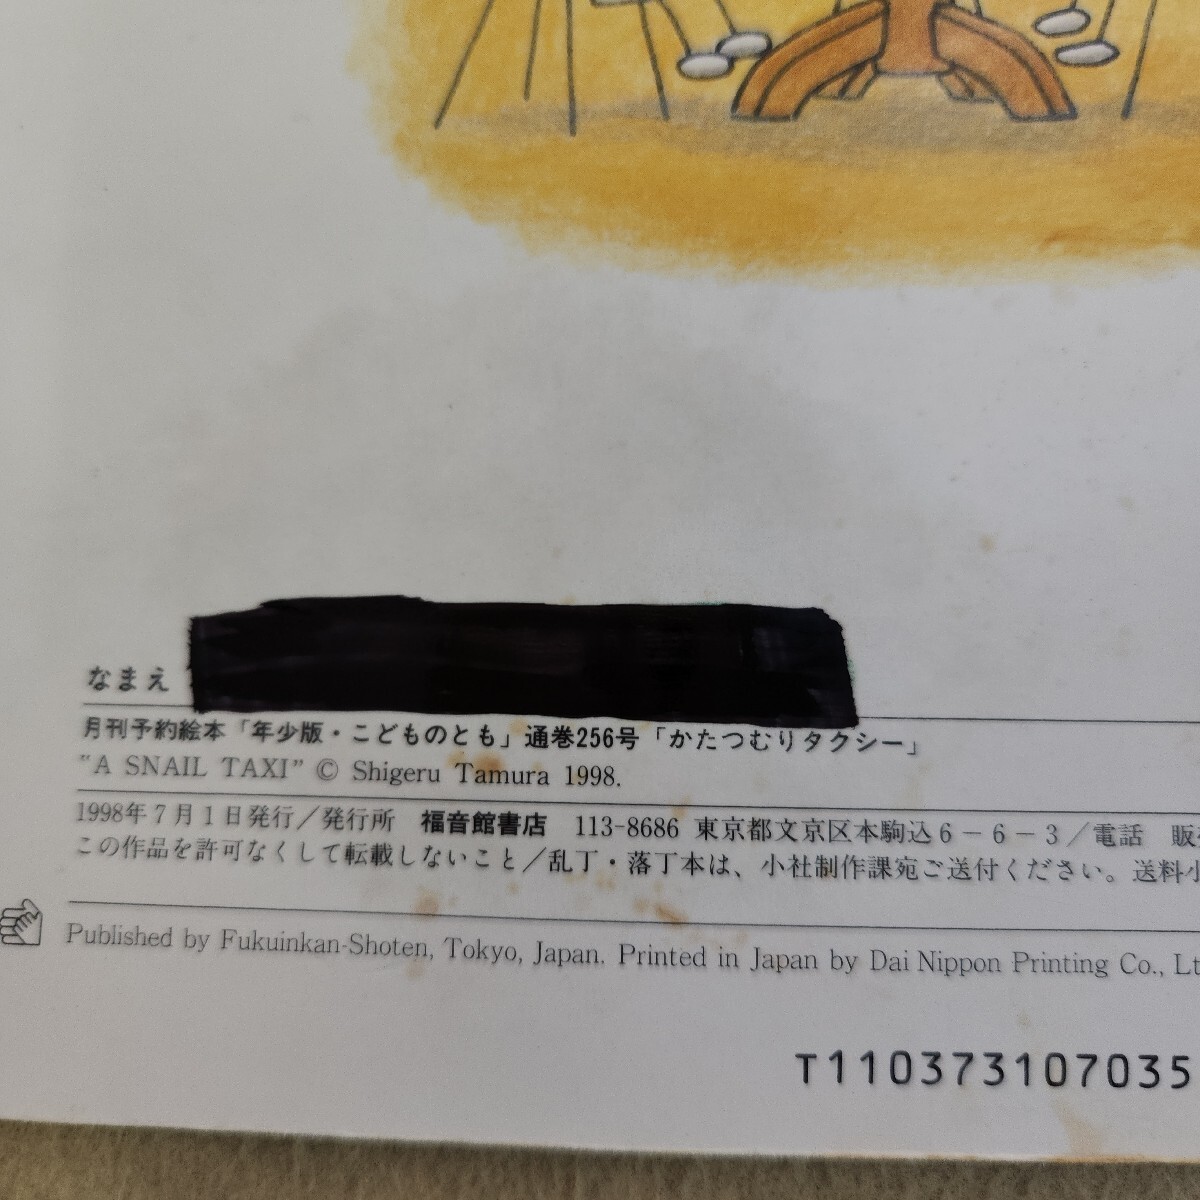 なまえ
月刊予約絵本「年少版・こどものとも」通巻256号「かたつむりタクシー」
"A SNAIL TAXI" © Shigeru Tamura 1998.
1998年7月1日発行／発行所　福音館書店　113-8686 東京都文京区本駒込6－6－3／電話　販
この作品を許可なくして転載しないこと／乱丁・落丁本は、小社制作課宛ご送付ください。送料小
Published by Fukuinkan-Shoten, Tokyo, Japan. Printed in Japan by Dai Nippon Printing Co., Lt
T110373107035